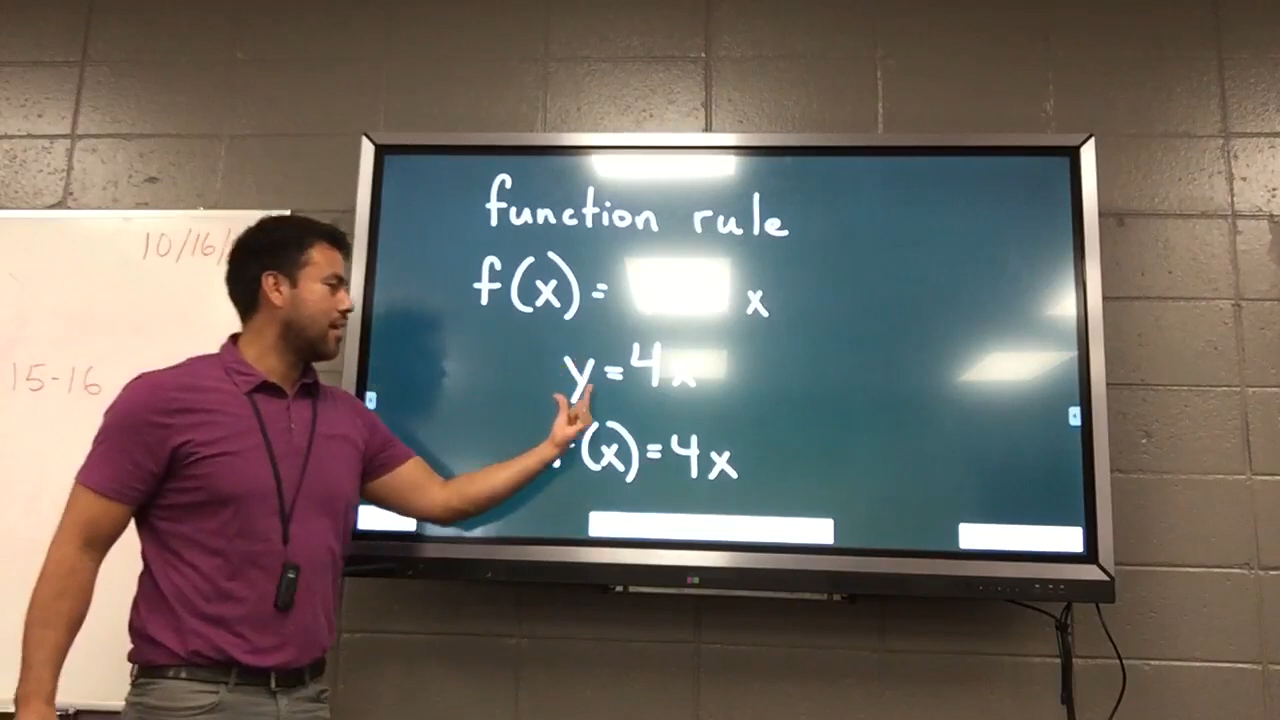 10/16/
15-16
function rule
f(x)= x
y=4x
(x)=4x